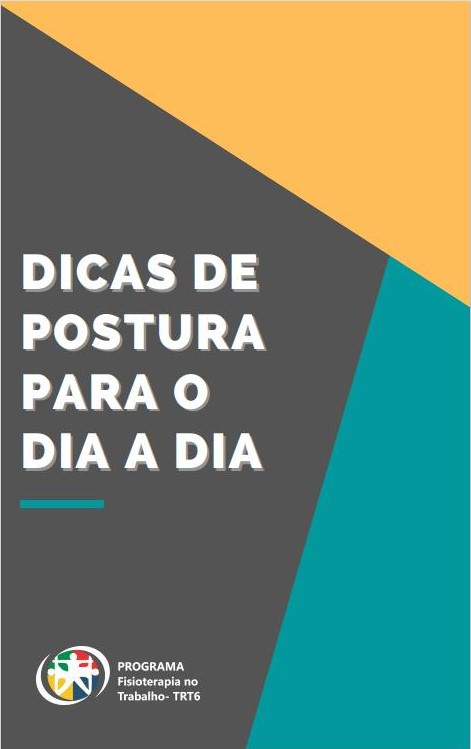 DICAS DE
POSTURA
PARA O
DIA A DIA
PROGRAMA
Fisioterapia no
Trabalho- TRT6